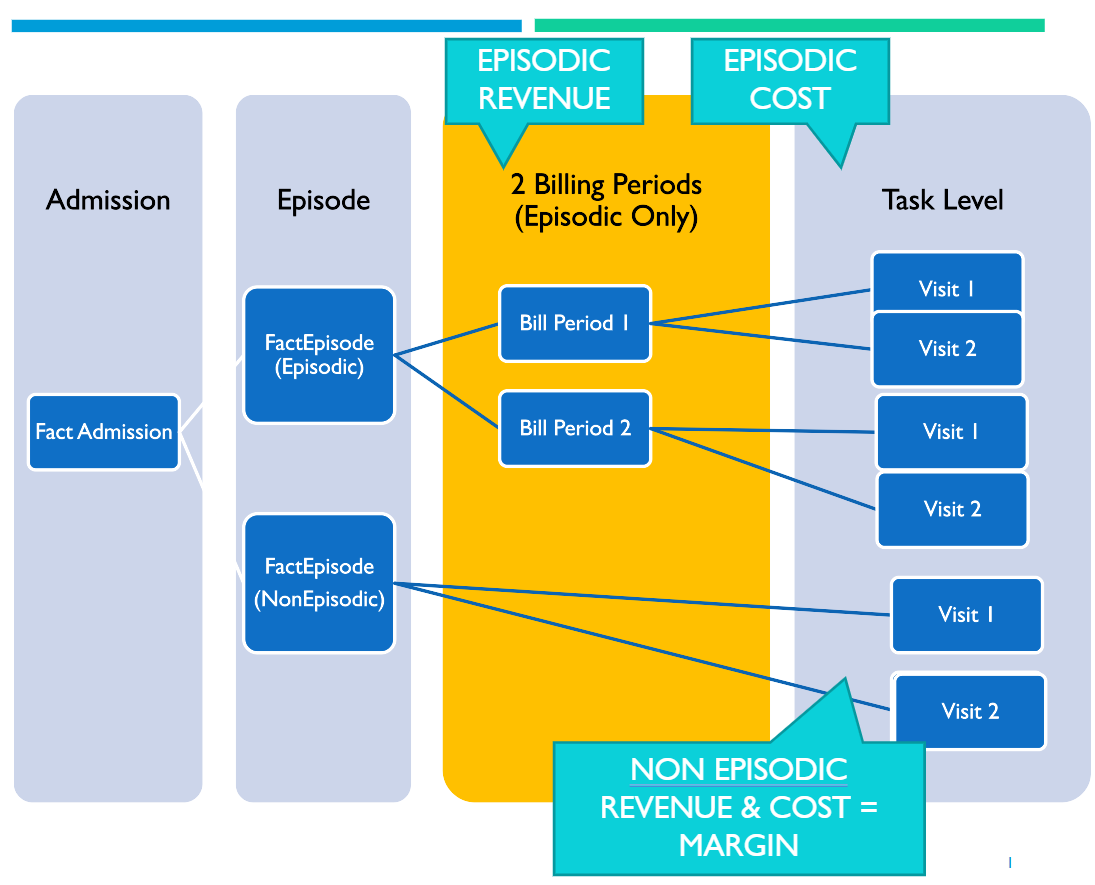 EPISODIC
REVENUE
EPISODIC
COST
Admission
Episode
2 Billing Periods
(Episodic Only)
Task Level
Fact Admission
FactEpisode
(Episodic)
FactEpisode
(NonEpisodic)
Bill Period 1
Bill Period 2
Visit 1
Visit 2
Visit 1
Visit 2
Visit 1
Visit 2
NON EPISODIC
REVENUE & COST =
MARGIN
1